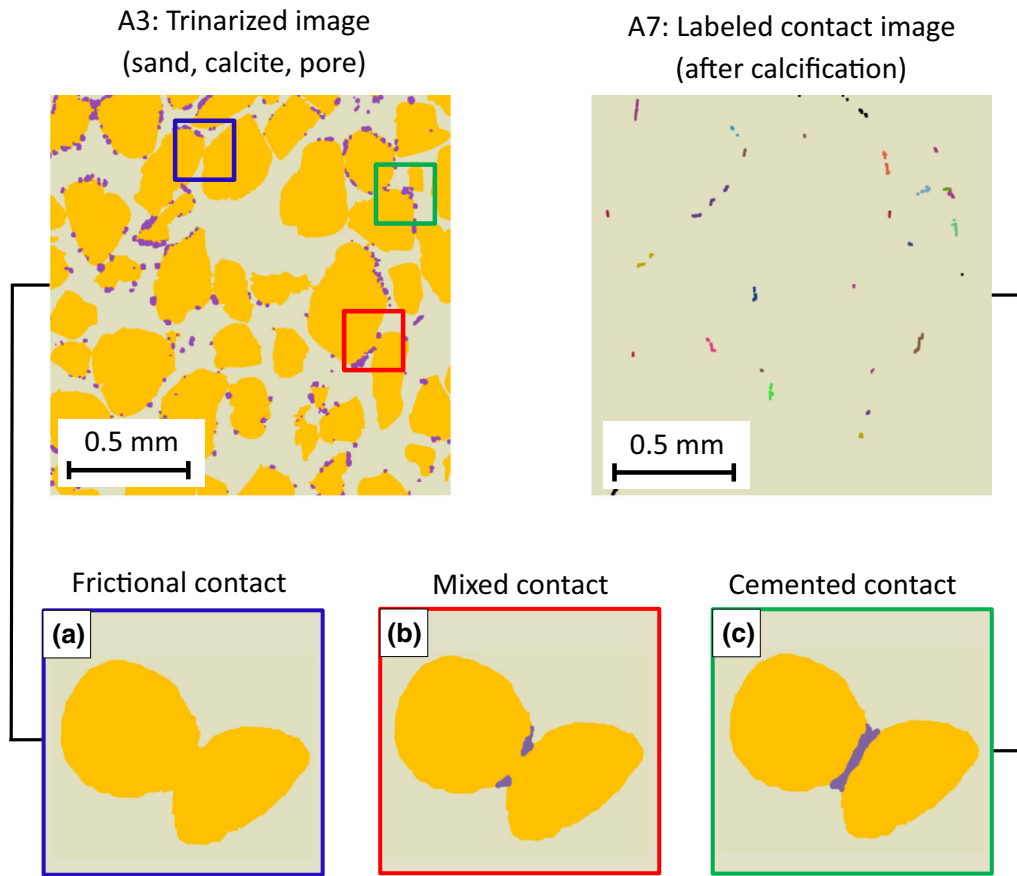 A3: Trinarized image
(sand, calcite, pore)
A7: Labeled contact image
(after calcification)
0.5 mm
0.5 mm
Frictional contact
Mixed contact
Cemented contact
(a)
(b)
(c)